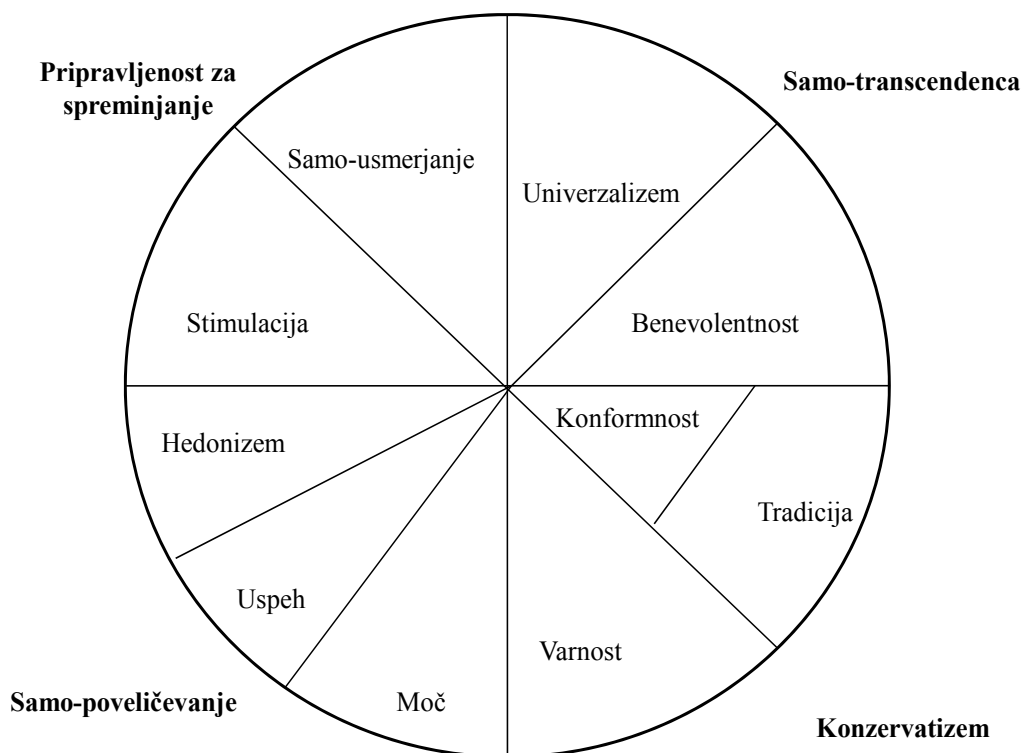 Pripravljenost za
spreminjanje
Samo-transcendenca
Samo-usmerjanje
Univerzalizem
Stimulacija
Benevolentnost
Konformnost
Hedonizem
Tradicija
Uspeh
Varnost
Samo-poveličevanje
Moč
Konzervatizem